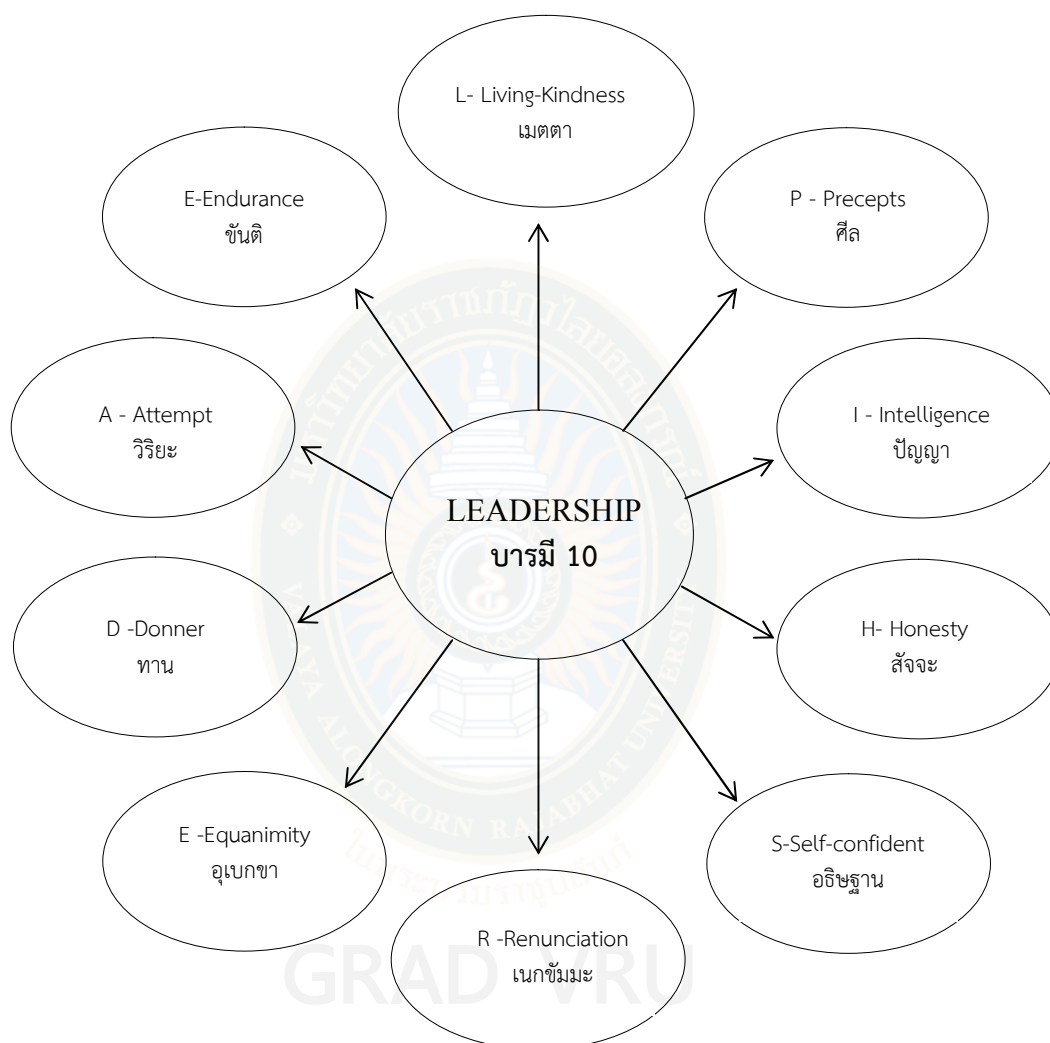 L- Living-Kindness
เมตตา
E-Endurance
ขันติ
P - Precepts
ศีล
A - Attempt
วิริยะ
I - Intelligence
ปัญญา
LEADERSHIP
บารมี 10
D -Donner
ทาน
H- Honesty
สัจจะ
E -Equanimity
อุเบกขา
S-Self-confident
อธิษฐาน
R -Renunciation
เนกขัมมะ
GRAD VRU
ALONGKORN RAJABHAT